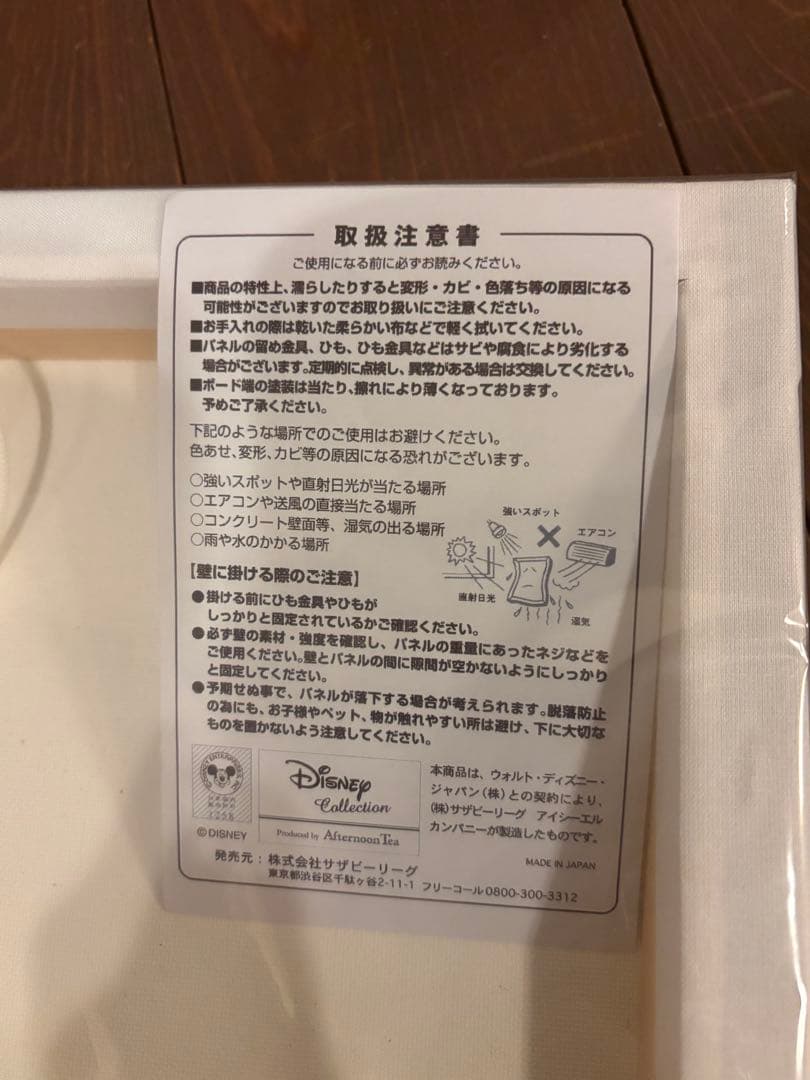 取扱注意書
ご使用になる前に必ずお読みください。
■商品の特性上、濡らしたりすると変形・カビ・色落ち等の原因になる
可能性がございますのでお取り扱いにご注意ください。
■お手入れの際は乾いた柔らかい布などで軽く拭いてください。
■パネルの留め金具、ひも、ひも金具などはサビや腐食により劣化する
場合がございます。定期的に点検し、異常がある場合は交換してください。
■ボード端の塗装は当たり、擦れにより薄くなっております。
予めご了承ください。
下記のような場所でのご使用はお避けください。
色あせ、変形、カビ等の原因になる恐れがございます。
○強いスポットや直射日光が当たる場所
○エアコンや送風の直接当たる場所
○コンクリート壁面等、湿気の出る場所
○雨や水のかかる場所
強いスポット
エアコン
直射日光
湿気
【壁に掛ける際のご注意】
●掛ける前にひも金具やひもが
しっかりと固定されているかご確認ください。
●必ず壁の素材・強度を確認し、パネルの重量にあったネジなどを
ご使用ください。壁とパネルの間に隙間が空かないようにしっかり
と固定してください。
●予期せぬ事で、パネルが落下する場合が考えられます。脱落防止
の為にも、お子様やペット、物が触れやすい所は避け、下に大切な
ものを置かないよう注意してください。
©DISNEY
Disney
Collection
Produced by Afternoon Tea
本商品は、ウォルト・ディズニー・
ジャパン(株)との契約により、
(株)サザビーリーグ アイシーエル
カンパニーが製造したものです。
MADE IN JAPAN
発売元：株式会社サザビーリーグ
東京都渋谷区千駄ヶ谷2-11-1 フリーコール0800-300-3312